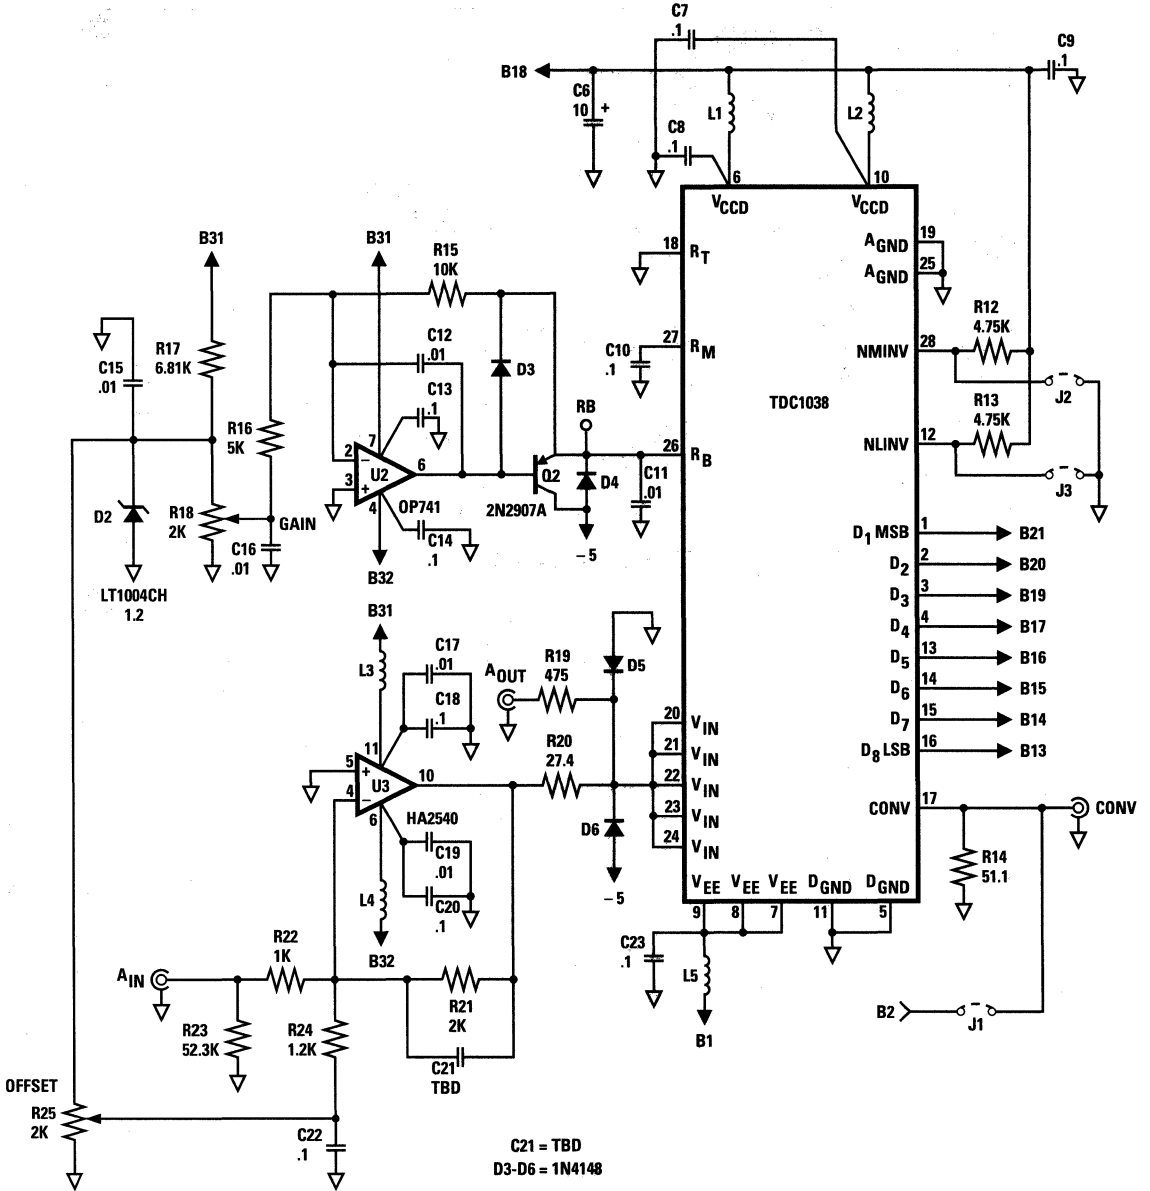 C7
.1
C9
.1
B18
C6
10
+
L1
L2
C8
.1
6
10
VCCD
VCCD
B31
B31
R15
10K
18
RT
AGND
19
AGND
25
C15
.01
R17
6.81K
C12
.01
D3
C10
.1
27
RM
TDC1038
NMINV
28
R12
4.75K
J2
R16
5K
C13
.1
RB
R13
4.75K
2
−
7
U2
6
3
+
4
Q2
D4
26
RB
C11
.01
NLINV
12
J3
D2
R18
2K
GAIN
OP741
2N2907A
C16
.01
C14
.1
−5
D1 MSB
1
B21
D2
2
B20
LT1004CH
1.2
B32
D3
3
B19
B31
D4
4
B17
L3
C17
.01
C18
.1
AOUT
R19
475
D5
D5
13
B16
D6
14
B15
20
VIN
D7
15
B14
21
VIN
D8 LSB
16
B13
5
+
11
U3
10
4
−
6
R20
27.4
22
VIN
HA2540
D6
23
VIN
CONV
17
CONV
24
VIN
C19
.01
L4
C20
.1
−5
R14
51.1
VEE
VEE
VEE
DGND
DGND
9
8
7
11
5
B32
C23
.1
L5
B1
AIN
R22
1K
R21
2K
B2
J1
R23
52.3K
R24
1.2K
C21
TBD
OFFSET
R25
2K
C22
.1
C21 = TBD
D3-D6 = 1N4148